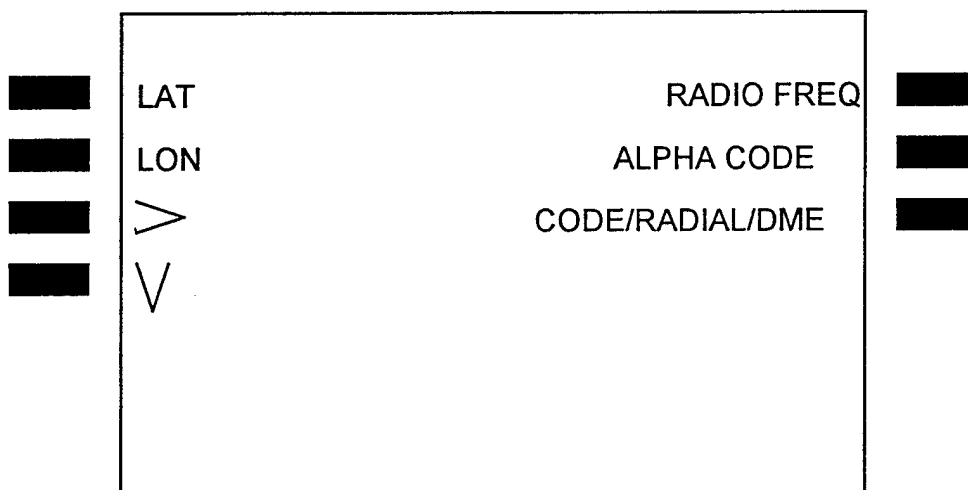 LAT RADIO FREQ
LON ALPHA CODE
> CODE/RADIAL/DME
V